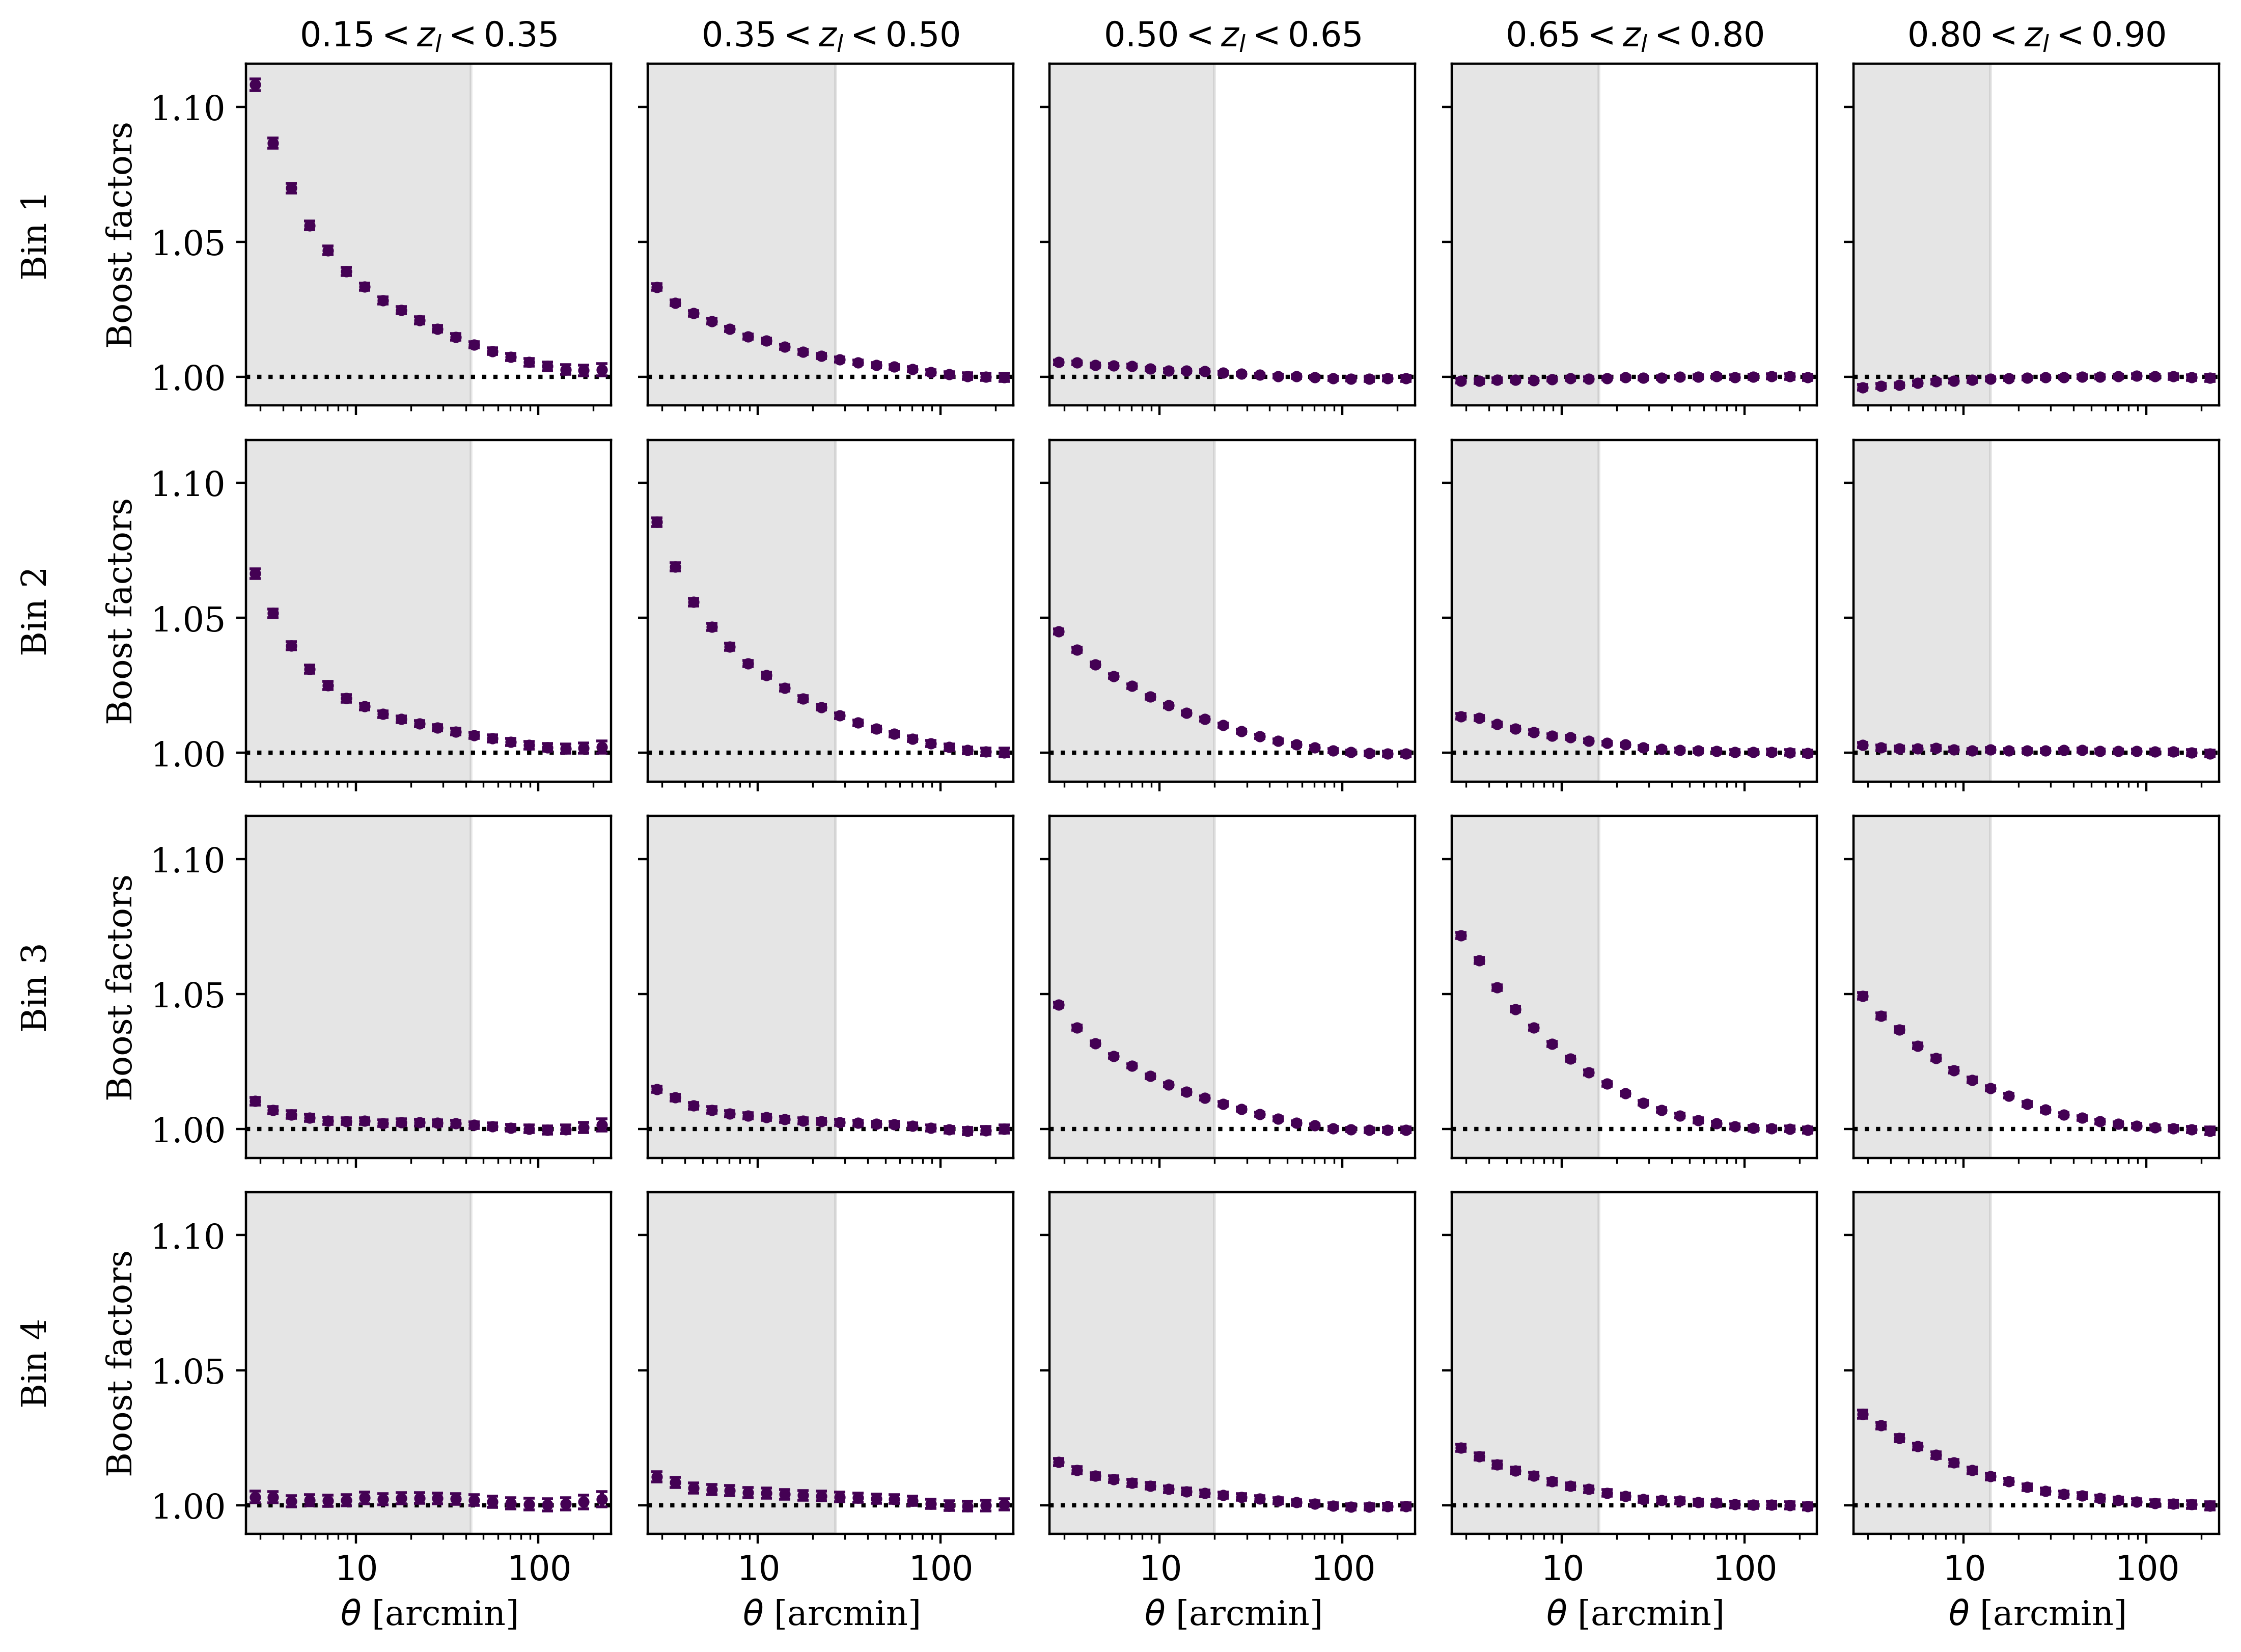 0.15 < z_l < 0.35 0.35 < z_l < 0.50 0.50 < z_l < 0.65 0.65 < z_l < 0.80 0.80 < z_l < 0.90
Bin 1
Boost factors
1.10
1.05
1.00
Bin 2
Boost factors
1.10
1.05
1.00
Bin 3
Boost factors
1.10
1.05
1.00
Bin 4
Boost factors
1.10
1.05
1.00
10 100 10 100 10 100 10 100 10 100
θ [arcmin] θ [arcmin] θ [arcmin] θ [arcmin] θ [arcmin]